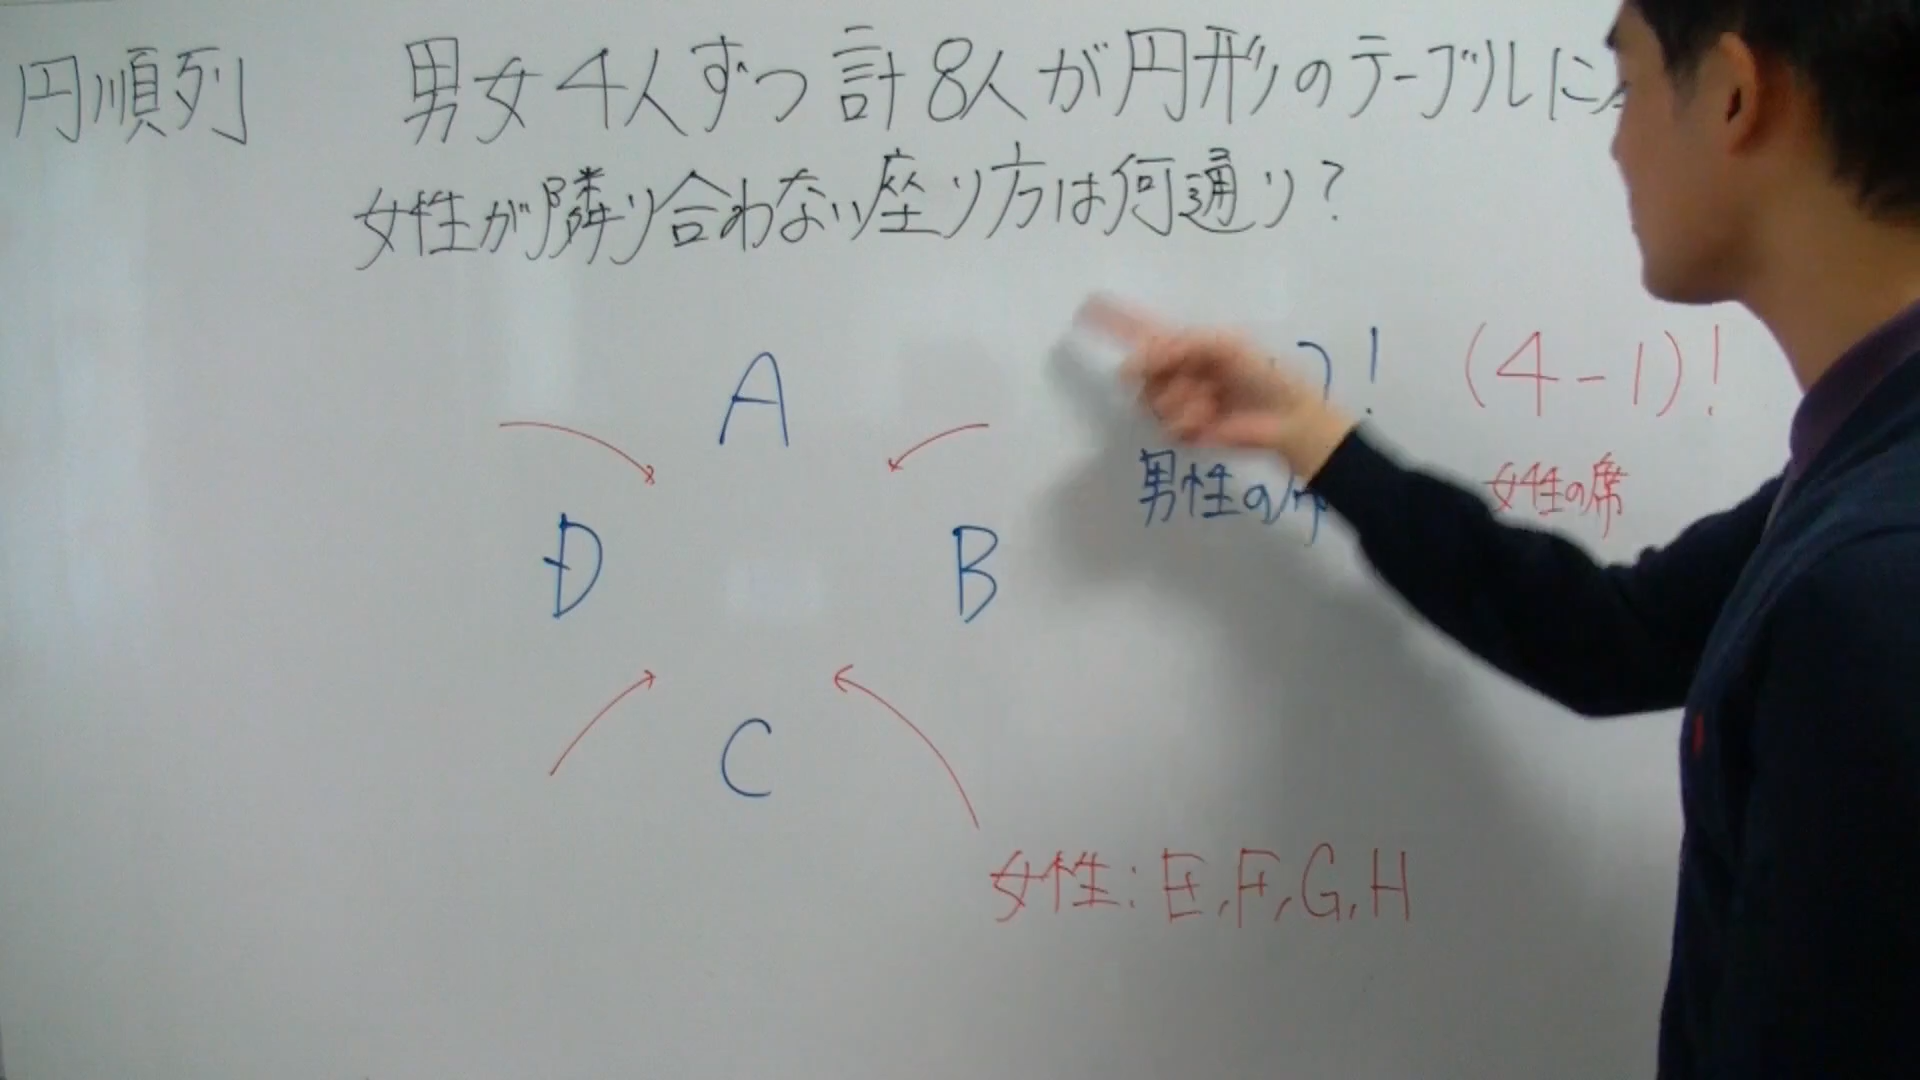 円順列
男女4人ずつ計8人が円形のテーブルに
女性が隣り合わない座り方は何通り?
A
)! (4-1)!
男性の 女性の席
D B
C
女性:E,F,G,H